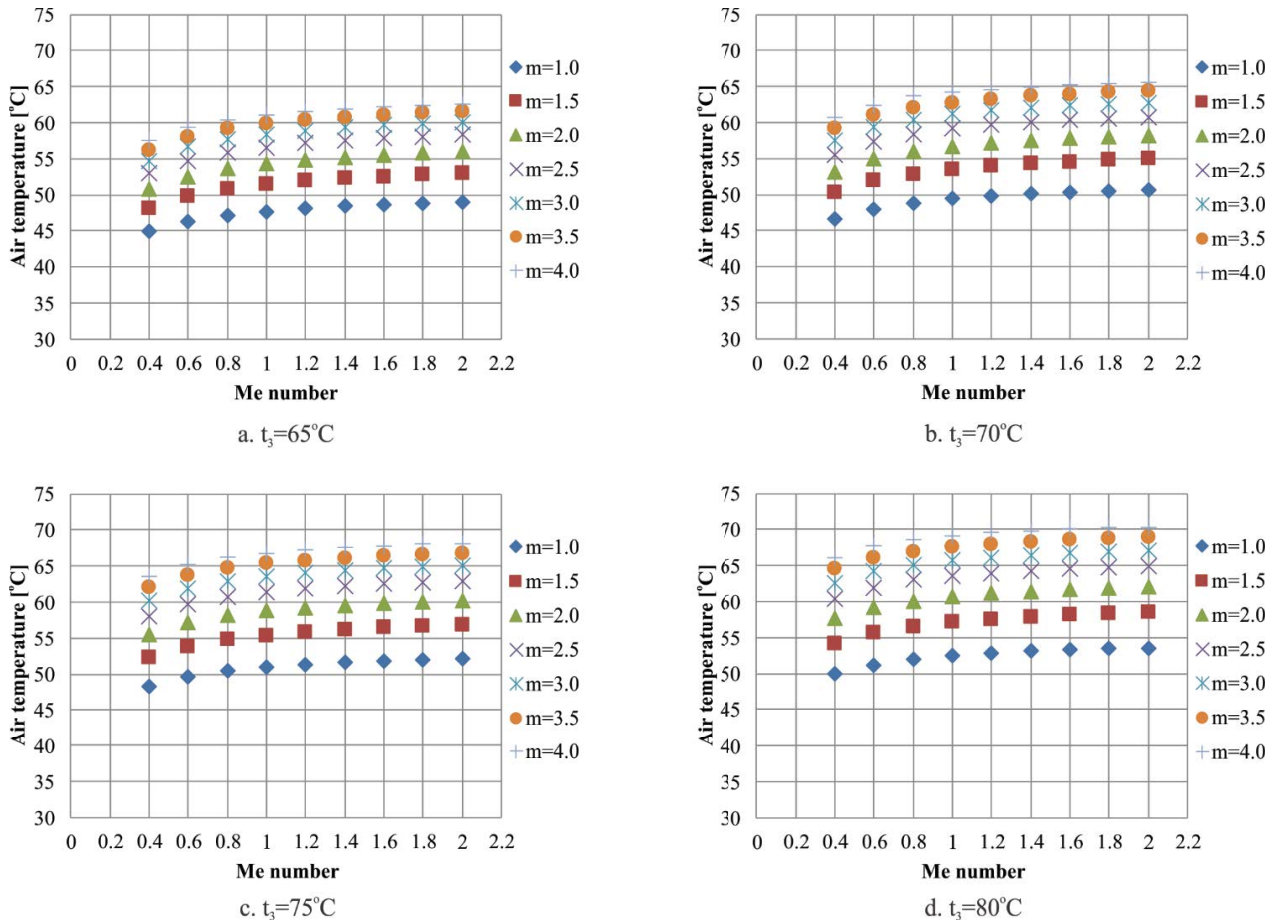 75
70
65
60
55
50
45
40
35
30
Air temperature [°C]
0 0.2 0.4 0.6 0.8 1 1.2 1.4 1.6 1.8 2 2.2
Me number
m=1.0
m=1.5
m=2.0
m=2.5
m=3.0
m=3.5
m=4.0
a. t₃=65°C
75
70
65
60
55
50
45
40
35
30
Air temperature [°C]
0 0.2 0.4 0.6 0.8 1 1.2 1.4 1.6 1.8 2 2.2
Me number
m=1.0
m=1.5
m=2.0
m=2.5
m=3.0
m=3.5
m=4.0
b. t₃=70°C
75
70
65
60
55
50
45
40
35
30
Air temperature [°C]
0 0.2 0.4 0.6 0.8 1 1.2 1.4 1.6 1.8 2 2.2
Me number
m=1.0
m=1.5
m=2.0
m=2.5
m=3.0
m=3.5
m=4.0
c. t₃=75°C
75
70
65
60
55
50
45
40
35
30
Air temperature [°C]
0 0.2 0.4 0.6 0.8 1 1.2 1.4 1.6 1.8 2 2.2
Me number
m=1.0
m=1.5
m=2.0
m=2.5
m=3.0
m=3.5
m=4.0
d. t₃=80°C